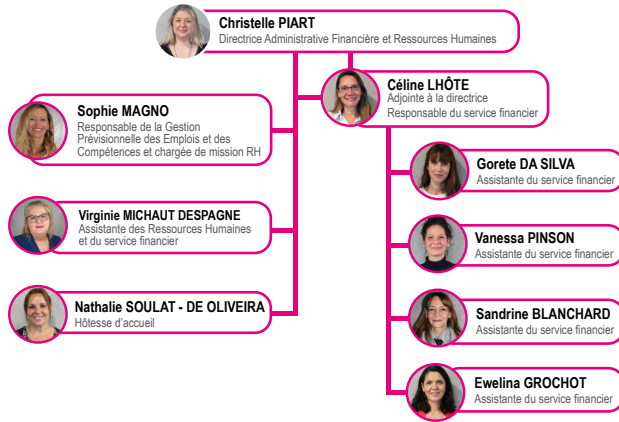 Christelle PIART
Directrice Administrative Financière et Ressources Humaines
Céline LHÔTE
Adjointe à la directrice
Responsable du service financier
Sophie MAGNO
Responsable de la Gestion
Prévisionnelle des Emplois et des
Compétences et chargée de mission RH
Gorete DA SILVA
Assistante du service financier
Virginie MICHAUT DESPAGNE
Assistante des Ressources Humaines
et du service financier
Vanessa PINSON
Assistante du service financier
Nathalie SOULAT - DE OLIVEIRA
Hôtesse d'accueil
Sandrine BLANCHARD
Assistante du service financier
Ewelina GROCHOT
Assistante du service financier